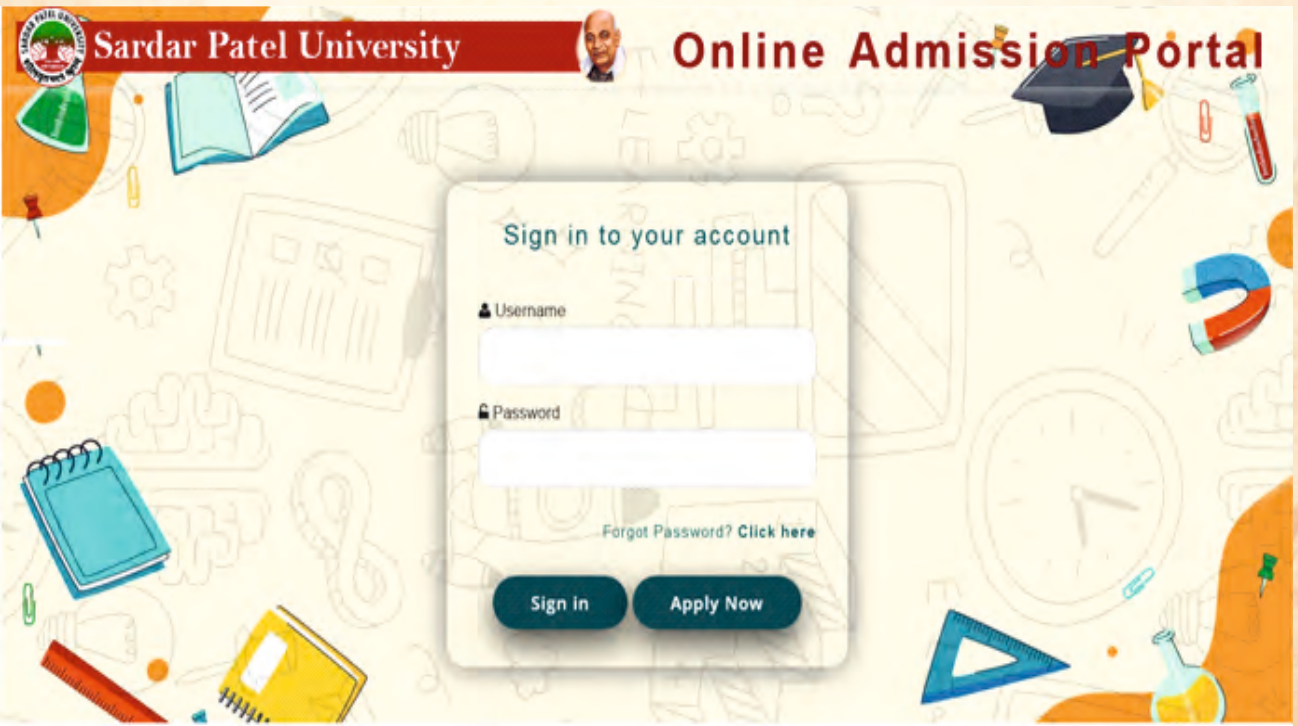 Sardar Patel University
Online Admission Portal
Sign in to your account
Username
Password
Forgot Password? Click here
Sign in
Apply Now
LEARNING